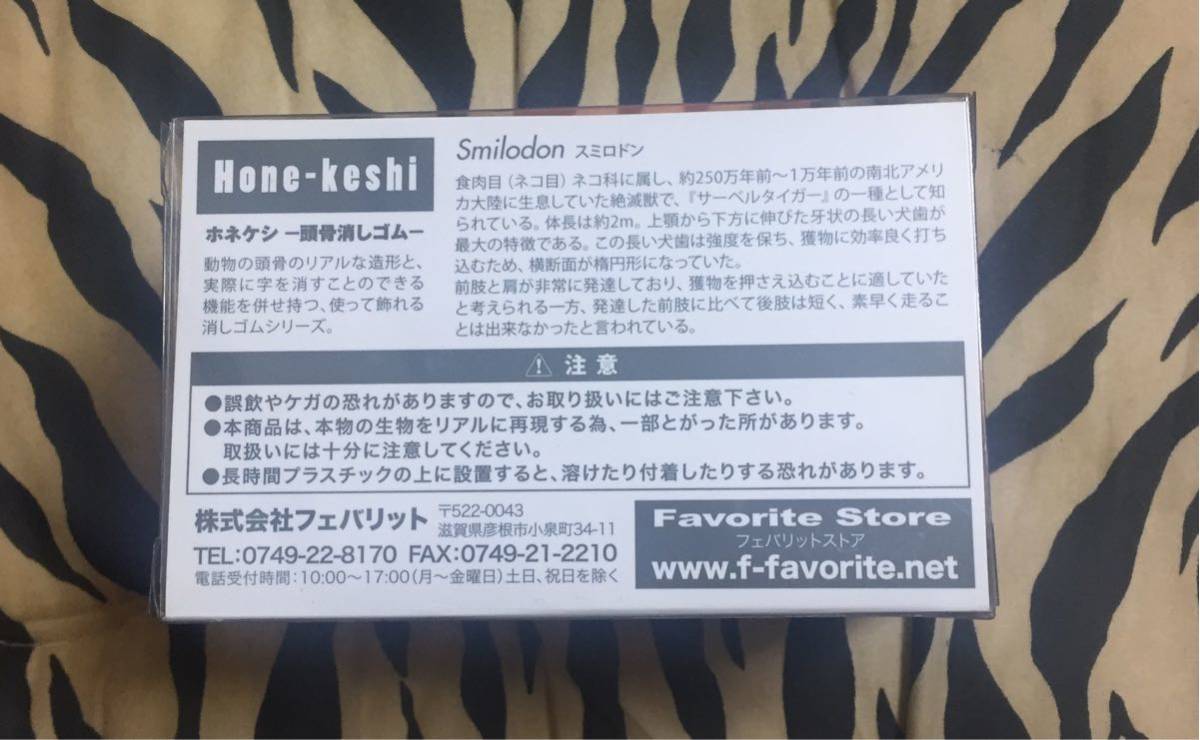 Hone-keshi
ホネケシ ー頭骨消しゴムー
動物の頭骨のリアルな造形と、
実際に字を消すことのできる
機能を併せ持つ、使って飾れる
消しゴムシリーズ。
Smilodon スミロドン
食肉目（ネコ目）ネコ科に属し、約250万年前〜1万年前の南北アメリ
カ大陸に生息していた絶滅獣で、『サーベルタイガー』の一種として知
られている。体長は約2m。上顎から下方に伸びた牙状の長い犬歯が
最大の特徴である。この長い犬歯は強度を保ち、獲物に効率良く打ち
込むため、横断面が楕円形になっていた。
前肢と肩が非常に発達しており、獲物を押さえ込むことに適していた
と考えられる一方、発達した前肢に比べて後肢は短く、素早く走るこ
とは出来なかったと言われている。
注意
●誤飲やケガの恐れがありますので、お取り扱いにはご注意下さい。
●本商品は、本物の生物をリアルに再現する為、一部とがった所があります。
取扱いには十分に注意してください。
●長時間プラスチックの上に設置すると、溶けたり付着したりする恐れがあります。
株式会社フェバリット
〒522-0043
滋賀県彦根市小泉町34-11
TEL:0749-22-8170 FAX:0749-21-2210
電話受付時間：10:00〜17:00（月〜金曜日）土日、祝日を除く
Favorite Store
フェバリットストア
www.f-favorite.net